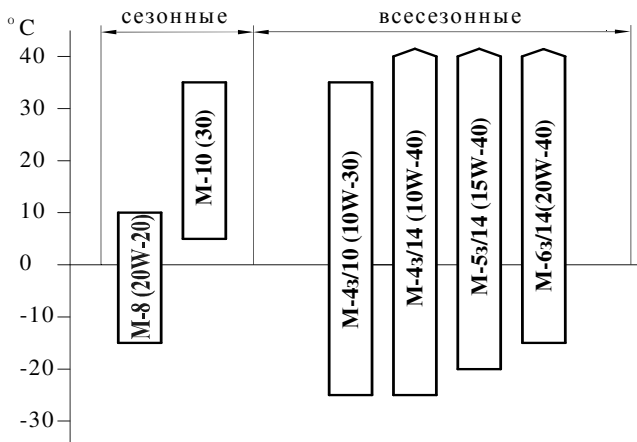 °C
сезонные
всесезонные
40
30
20
10
0
-10
-20
-30
М-8 (20W-20)
М-10 (30)
М-4з/10 (10W-30)
М-4з/14 (10W-40)
М-5з/14 (15W-40)
М-6з/14(20W-40)